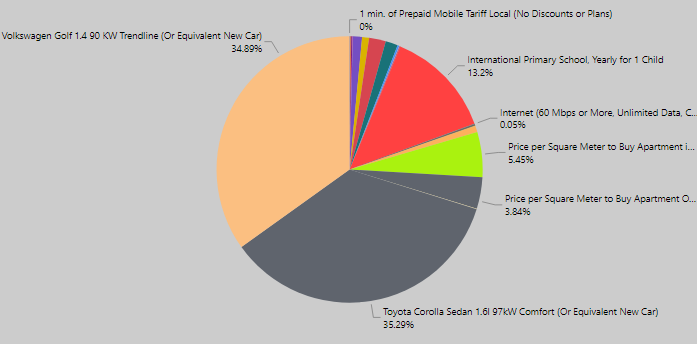 1 min. of Prepaid Mobile Tariff Local (No Discounts or Plans)
0%
Volkswagen Golf 1.4 90 KW Trendline (Or Equivalent New Car)
34.89%
International Primary School, Yearly for 1 Child
13.2%
Internet (60 Mbps or More, Unlimited Data, C...
0.05%
Price per Square Meter to Buy Apartment i...
5.45%
Price per Square Meter to Buy Apartment O...
3.84%
Toyota Corolla Sedan 1.6l 97kW Comfort (Or Equivalent New Car)
35.29%